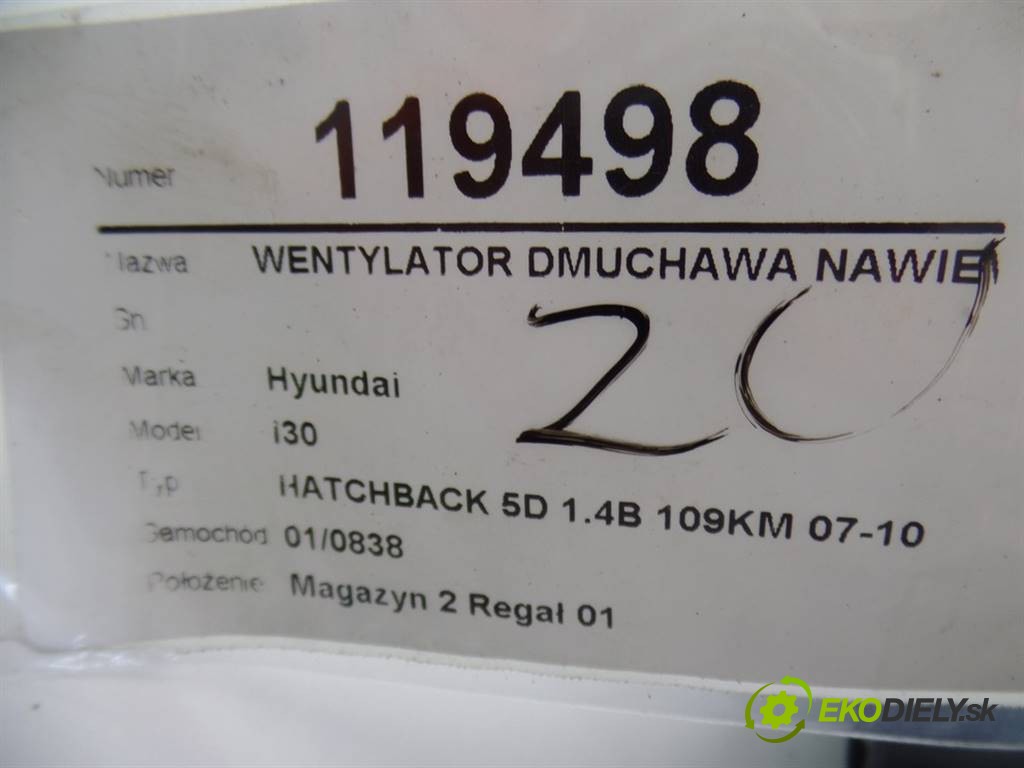 Numer 119498
Nazwa WENTYLATOR DMUCHAWA NAWIE
Sn
20
Marka Hyundai
Model i30
Typ HATCHBACK 5D 1.4B 109KM 07-10
Samochód 01/0838
Położenie Magazyn 2 Regał 01
EKODIELY.sk